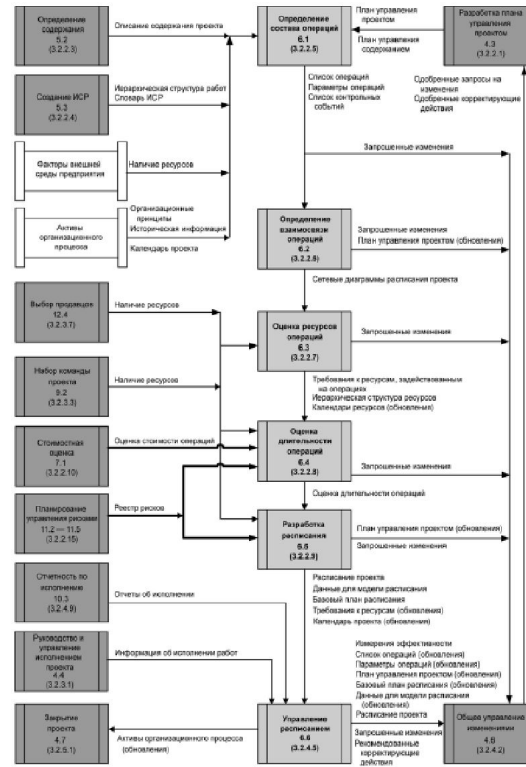 Определение
содержания
5.2
(3.2.2.3)
Описание содержания проекта
Определение
состава операций
6.1
(3.2.2.5)
План управления
проектом
План управления
содержанием
Разработка плана
управления
проектом
4.3
(3.2.2.1)
Создание ИСР
5.3
(3.2.2.4)
Иерархическая структура работ
Словарь ИСР
Список операций
Параметры операций
Список контрольных
событий
Одобренные запросы на
изменения
Одобренные корректирующие
действия
Факторы внешней
среды предприятия
Наличие ресурсов
Запрошенные изменения
Активы
организационного
процесса
Организационные
принципы
Историческая информация
Календарь проекта
Определение
взаимосвязи
операций
6.2
(3.2.2.6)
Запрошенные изменения
План управления проектом (обновления)
Сетевые диаграммы расписания проекта
Выбор продавцов
12.4
(3.2.3.7)
Наличие ресурсов
Оценка ресурсов
операций
6.3
(3.2.2.7)
Запрошенные изменения
Набор команды
проекта
9.2
(3.2.3.3)
Наличие ресурсов
Требования к ресурсам, задействованным
на операциях
Иерархическая структура ресурсов
Календари ресурсов (обновления)
Стоимостная
оценка
7.1
(3.2.2.10)
Оценка стоимости операций
Оценка
длительности
операций
6.4
(3.2.2.8)
Запрошенные изменения
Оценка длительности операций
Планирование
управления рисками
11.2 — 11.5
(3.2.2.15)
Реестр рисков
Разработка
расписания
6.5
(3.2.2.9)
План управления проектом (обновления)
Запрошенные изменения
Отчетность по
исполнению
10.3
(3.2.4.9)
Отчеты об исполнении
Расписание проекта
Данные для модели расписания
Базовый план расписания
Требования к ресурсам (обновления)
Календарь проекта (обновления)
Руководство и
управление
исполнением
проекта
4.4
(3.2.3.1)
Информация об исполнении работ
Измерения эффективности
Список операций (обновления)
Параметры операций (обновления)
План управления проектом (обновления)
Базовый план расписания (обновления)
Данные для модели расписания
(обновления)
Закрытие
проекта
4.7
(3.2.5.1)
Активы организационного процесса
(обновления)
Управление
расписанием
6.6
(3.2.4.5)
Расписание проекта
Запрошенные изменения
Рекомендованные
корректирующие
действия
Общее управление
изменениями
4.6
(3.2.4.2)